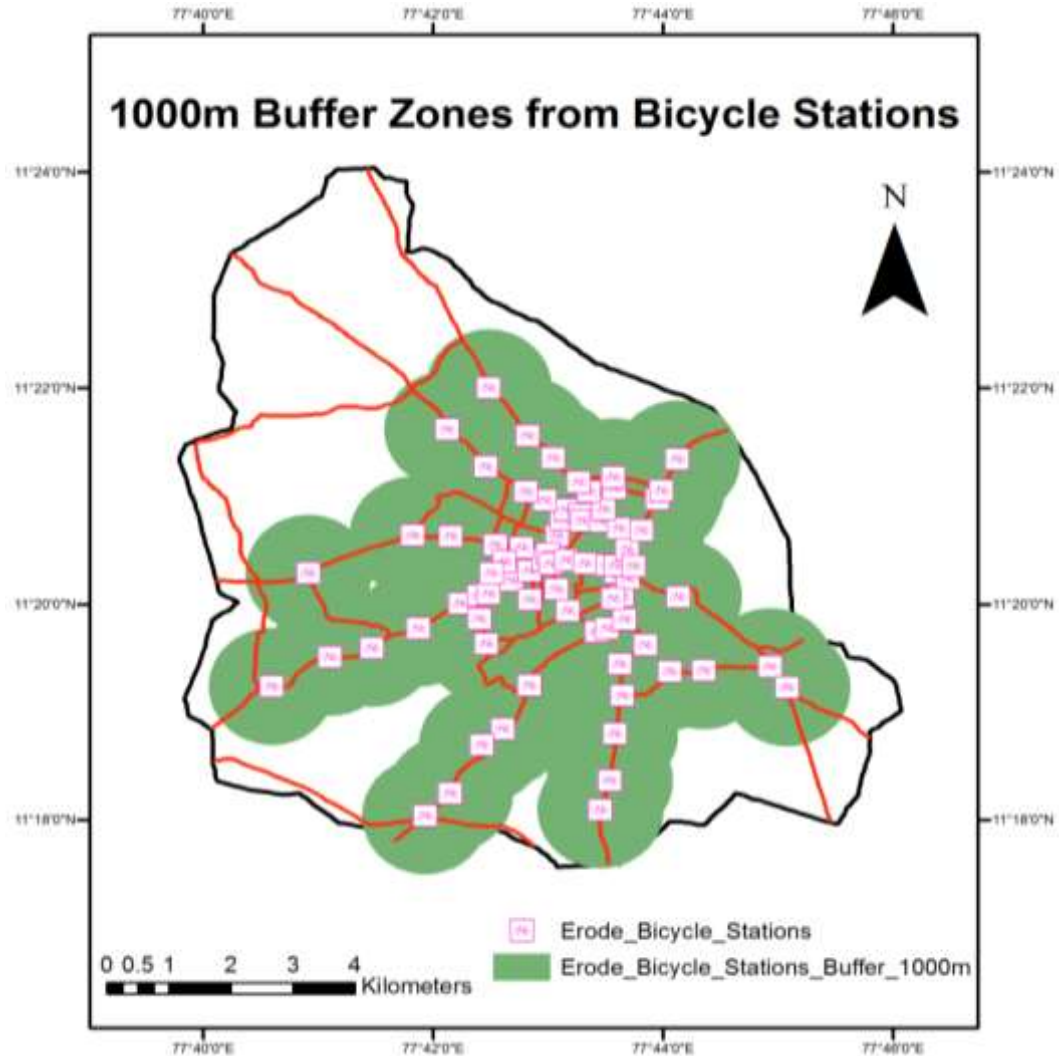 77°40'0"E 77°42'0"E 77°44'0"E 77°46'0"E
1000m Buffer Zones from Bicycle Stations
11°24'0"N 11°24'0"N
N
11°22'0"N 11°22'0"N
11°20'0"N 11°20'0"N
11°18'0"N 11°18'0"N
Erode_Bicycle_Stations
Erode_Bicycle_Stations_Buffer_1000m
0 0.5 1 2 3 4
Kilometers
77°40'0"E 77°42'0"E 77°44'0"E 77°46'0"E